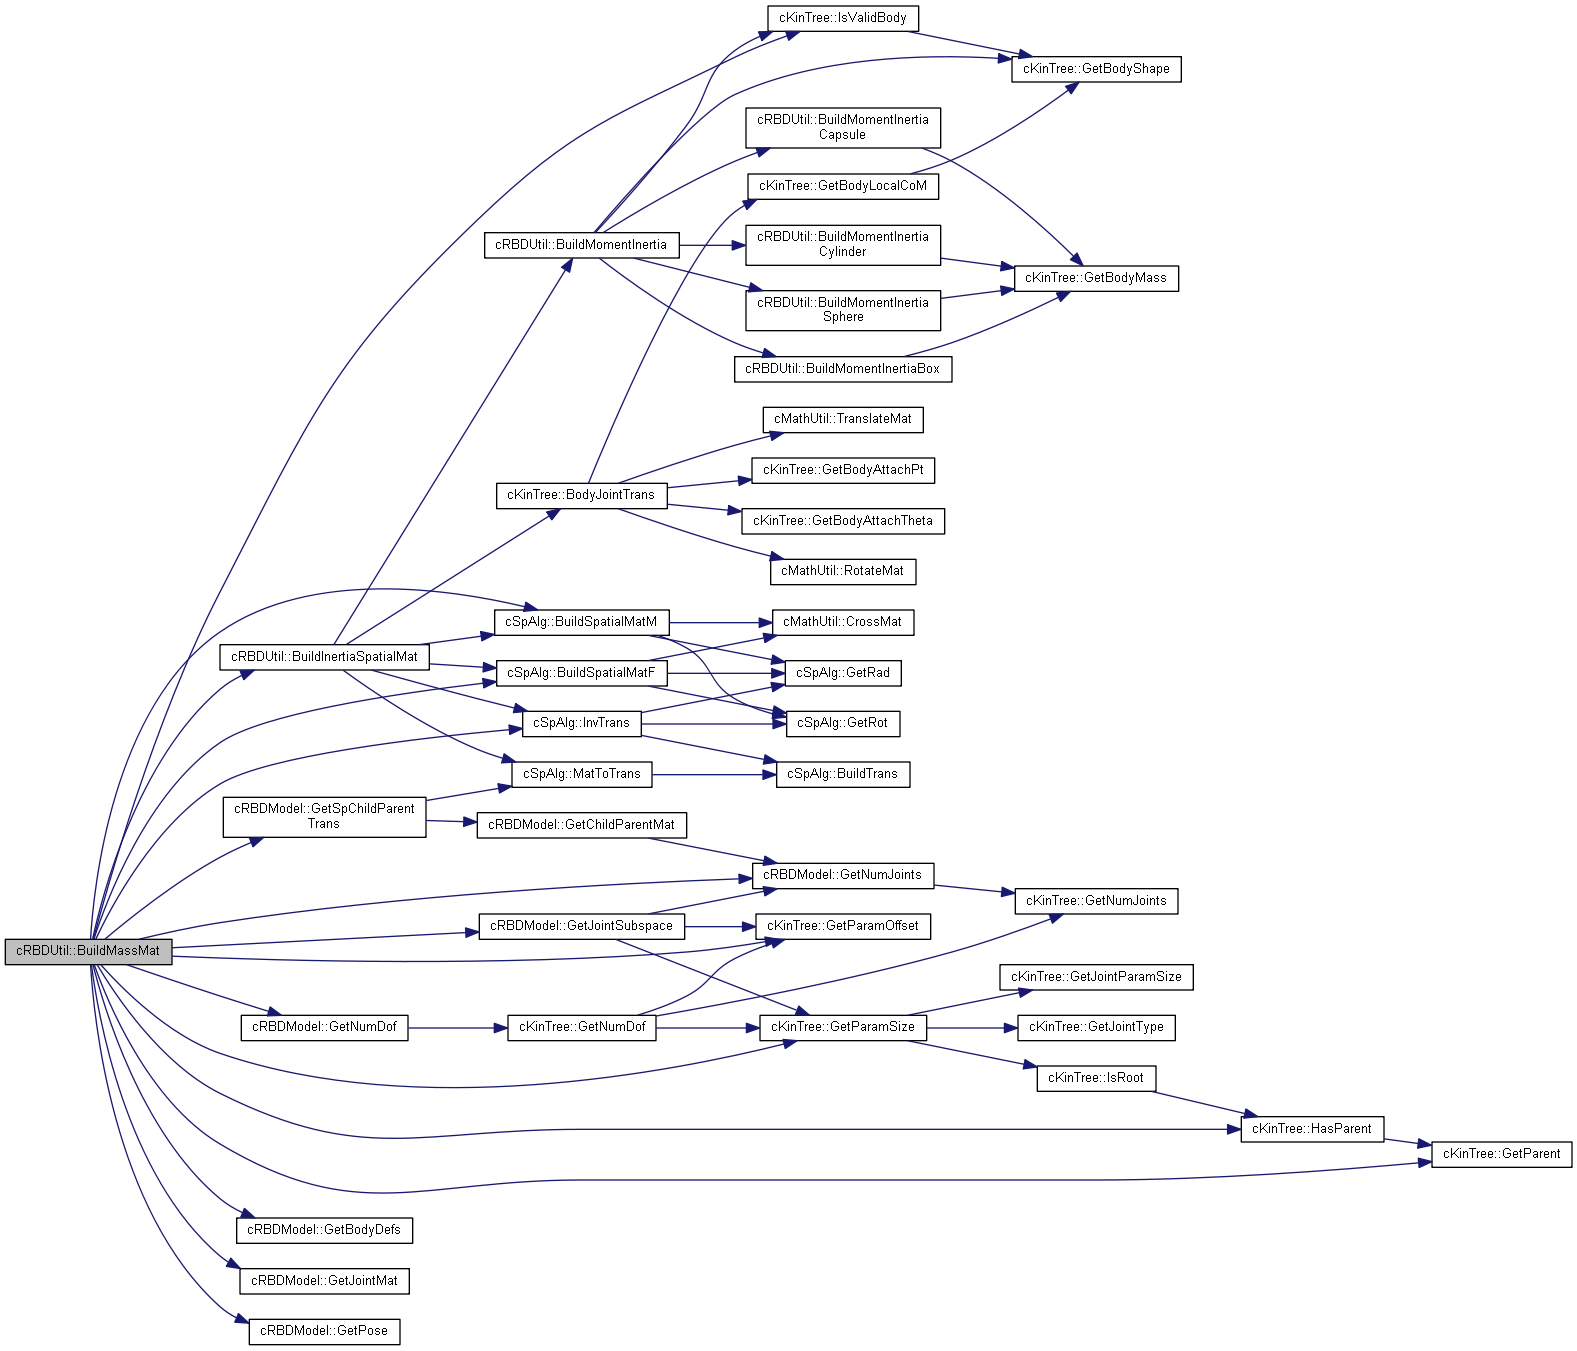 cKinTree::IsValidBody
cKinTree::GetBodyShape
cRBDUtil::BuildMomentInertia
Capsule
cKinTree::GetBodyLocalCoM
cRBDUtil::BuildMomentInertia
cRBDUtil::BuildMomentInertia
Cylinder
cKinTree::GetBodyMass
cRBDUtil::BuildMomentInertia
Sphere
cRBDUtil::BuildMomentInertiaBox
cMathUtil::TranslateMat
cKinTree::GetBodyAttachPt
cKinTree::BodyJointTrans
cKinTree::GetBodyAttachTheta
cMathUtil::RotateMat
cSpAlg::BuildSpatialMatM
cMathUtil::CrossMat
cRBDUtil::BuildInertiaSpatialMat
cSpAlg::BuildSpatialMatF
cSpAlg::GetRad
cSpAlg::InvTrans
cSpAlg::GetRot
cSpAlg::MatToTrans
cSpAlg::BuildTrans
cRBDModel::GetSpChildParent
Trans
cRBDModel::GetChildParentMat
cRBDModel::GetNumJoints
cKinTree::GetNumJoints
cRBDModel::GetJointSubspace
cKinTree::GetParamOffset
cRBDUtil::BuildMassMat
cKinTree::GetJointParamSize
cRBDModel::GetNumDof
cKinTree::GetNumDof
cKinTree::GetParamSize
cKinTree::GetJointType
cKinTree::IsRoot
cKinTree::HasParent
cKinTree::GetParent
cRBDModel::GetBodyDefs
cRBDModel::GetJointMat
cRBDModel::GetPose